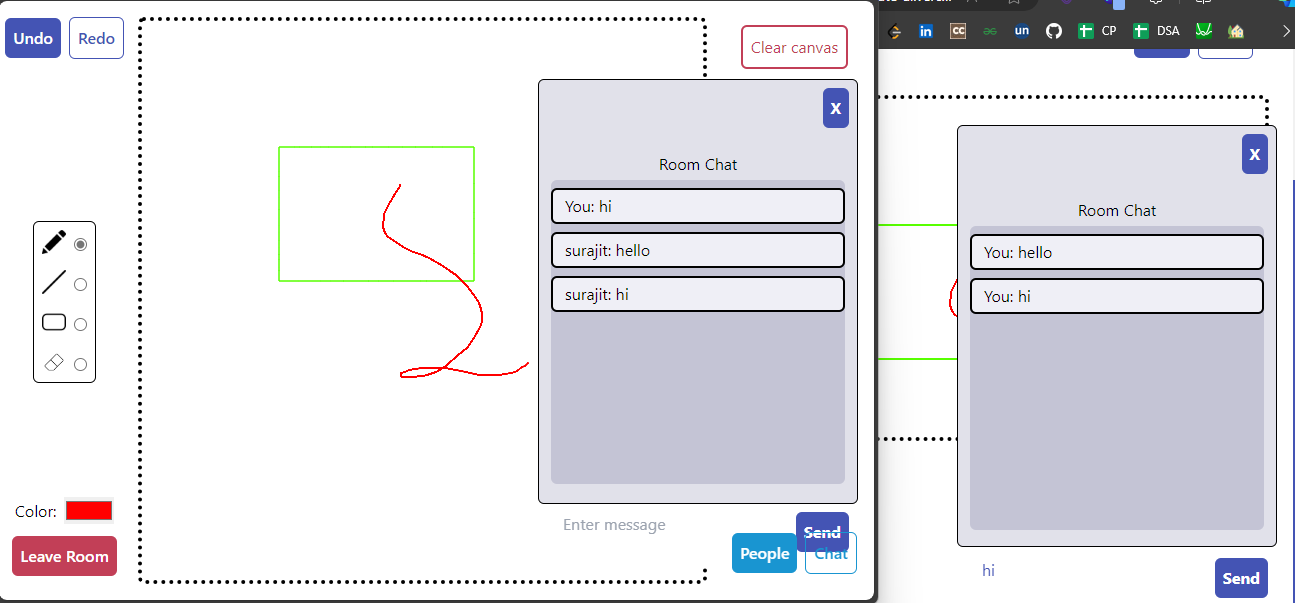 Undo Redo
Clear canvas
X
Room Chat
You: hi
surajit: hello
surajit: hi
Enter message
Send
People Chat
Color:
Leave Room
in CC un CP DSA
X
Room Chat
You: hello
You: hi
hi
Send